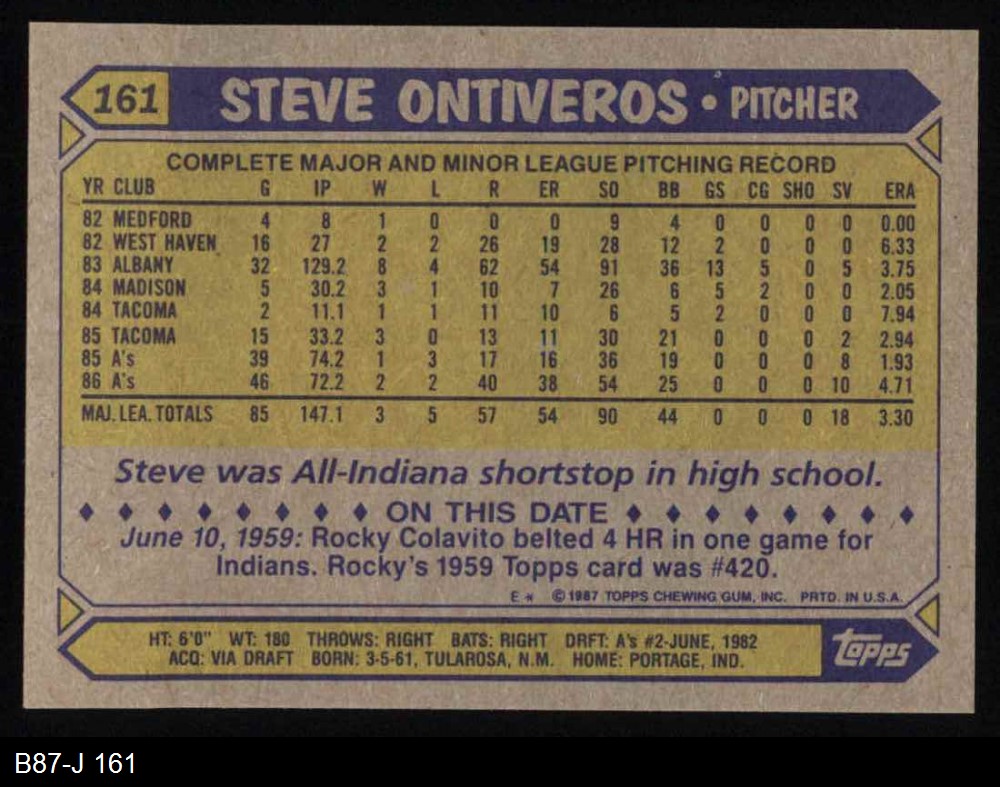 161 STEVE ONTIVEROS • PITCHER
COMPLETE MAJOR AND MINOR LEAGUE PITCHING RECORD
YR CLUB G IP W L R ER SO BB GS CG SHO SV ERA
82 MEDFORD 4 8 1 0 0 0 9 4 0 0 0 0 0.00
82 WEST HAVEN 16 27 2 2 26 19 28 12 2 0 0 0 6.33
83 ALBANY 32 129.2 8 4 62 54 91 36 13 5 0 5 3.75
84 MADISON 5 30.2 3 1 10 7 26 6 5 2 0 0 2.05
84 TACOMA 2 11.1 1 1 11 10 6 5 2 0 0 0 7.94
85 TACOMA 15 33.2 3 0 13 11 30 21 0 0 0 2 2.94
85 A's 39 74.2 1 3 17 16 36 19 0 0 0 8 1.93
86 A's 46 72.2 2 2 40 38 54 25 0 0 0 10 4.71
MAJ. LEA. TOTALS 85 147.1 3 5 57 54 90 44 0 0 0 18 3.30
Steve was All-Indiana shortstop in high school.
ON THIS DATE
June 10, 1959: Rocky Colavito belted 4 HR in one game for
Indians. Rocky's 1959 Topps card was #420.
E * © 1987 TOPPS CHEWING GUM, INC. PRTD. IN U.S.A.
HT: 6'0" WT: 180 THROWS: RIGHT BATS: RIGHT DRFT: A's #2-JUNE, 1982
ACQ: VIA DRAFT BORN: 3-5-61, TULAROSA, N.M. HOME: PORTAGE, IND.
topps
B87-J 161